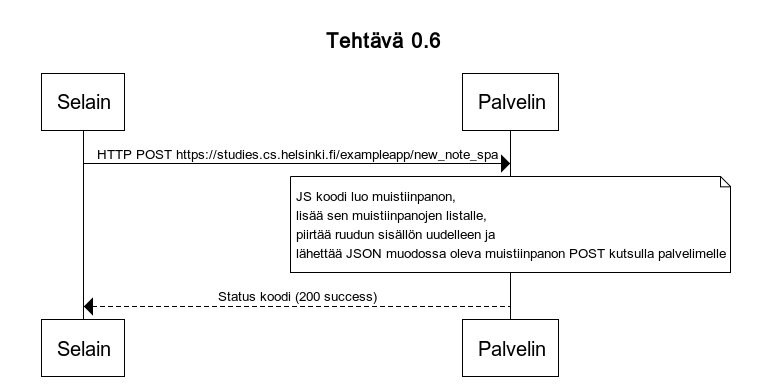 Tehtävä 0.6
Selain
Palvelin
HTTP POST https://studies.cs.helsinki.fi/exampleapp/new_note_spa
JS koodi luo muistiinpanon,
lisää sen muistiinpanojen listalle,
piirtää ruudun sisällön uudelleen ja
lähettää JSON muodossa oleva muistiinpanon POST kutsulla palvelimelle
Status koodi (200 success)
Selain
Palvelin